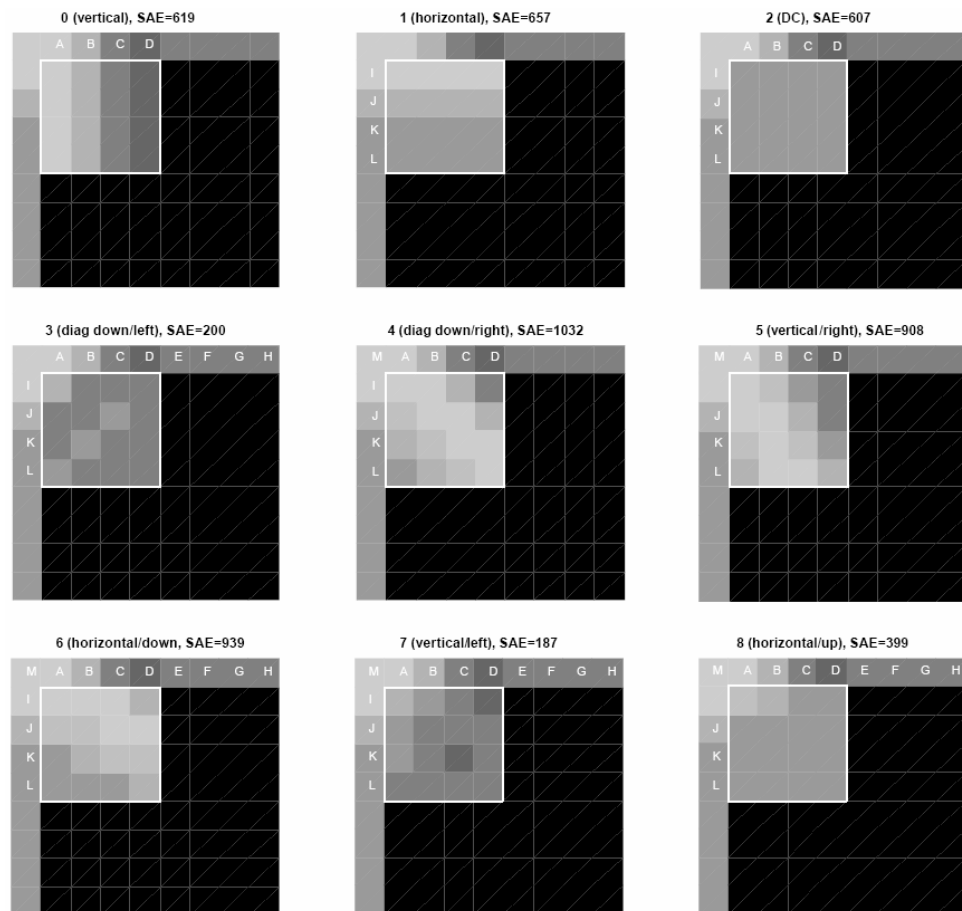 0 (vertical), SAE=619
A B C D
1 (horizontal), SAE=657
I
J
K
L
2 (DC), SAE=607
A B C D
I
J
K
L
3 (diag down/left), SAE=200
A B C D E F G H
I
J
K
L
4 (diag down/right), SAE=1032
M A B C D
I
J
K
L
5 (vertical/right), SAE=908
M A B C D
J
K
L
6 (horizontal/down, SAE=939
M A B C D E F G H
I
J
K
L
7 (vertical/left), SAE=187
M A B C D E F G H
I
J
K
L
8 (horizontal/up), SAE=399
M A B C D E F G H
J
K
L